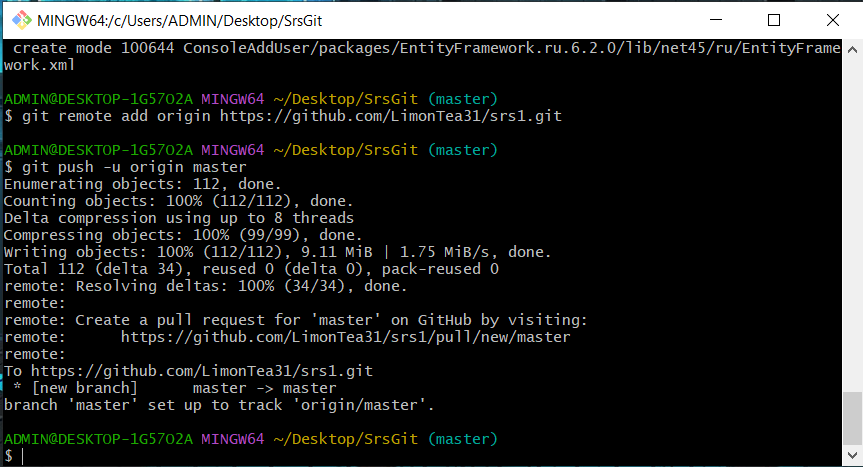 MINGW64:/c/Users/ADMIN/Desktop/SrsGit
create mode 100644 ConsoleAddUser/packages/EntityFramework.ru.6.2.0/lib/net45/ru/EntityFrame
work.xml
ADMIN@DESKTOP-1G57O2A MINGW64 ~/Desktop/SrsGit (master)
$ git remote add origin https://github.com/LimonTea31/srs1.git
ADMIN@DESKTOP-1G57O2A MINGW64 ~/Desktop/SrsGit (master)
$ git push -u origin master
Enumerating objects: 112, done.
Counting objects: 100% (112/112), done.
Delta compression using up to 8 threads
Compressing objects: 100% (99/99), done.
Writing objects: 100% (112/112), 9.11 MiB | 1.75 MiB/s, done.
Total 112 (delta 34), reused 0 (delta 0), pack-reused 0
remote: Resolving deltas: 100% (34/34), done.
remote:
remote: Create a pull request for 'master' on GitHub by visiting:
remote:      https://github.com/LimonTea31/srs1/pull/new/master
remote:
To https://github.com/LimonTea31/srs1.git
 * [new branch]      master -> master
branch 'master' set up to track 'origin/master'.
ADMIN@DESKTOP-1G57O2A MINGW64 ~/Desktop/SrsGit (master)
$